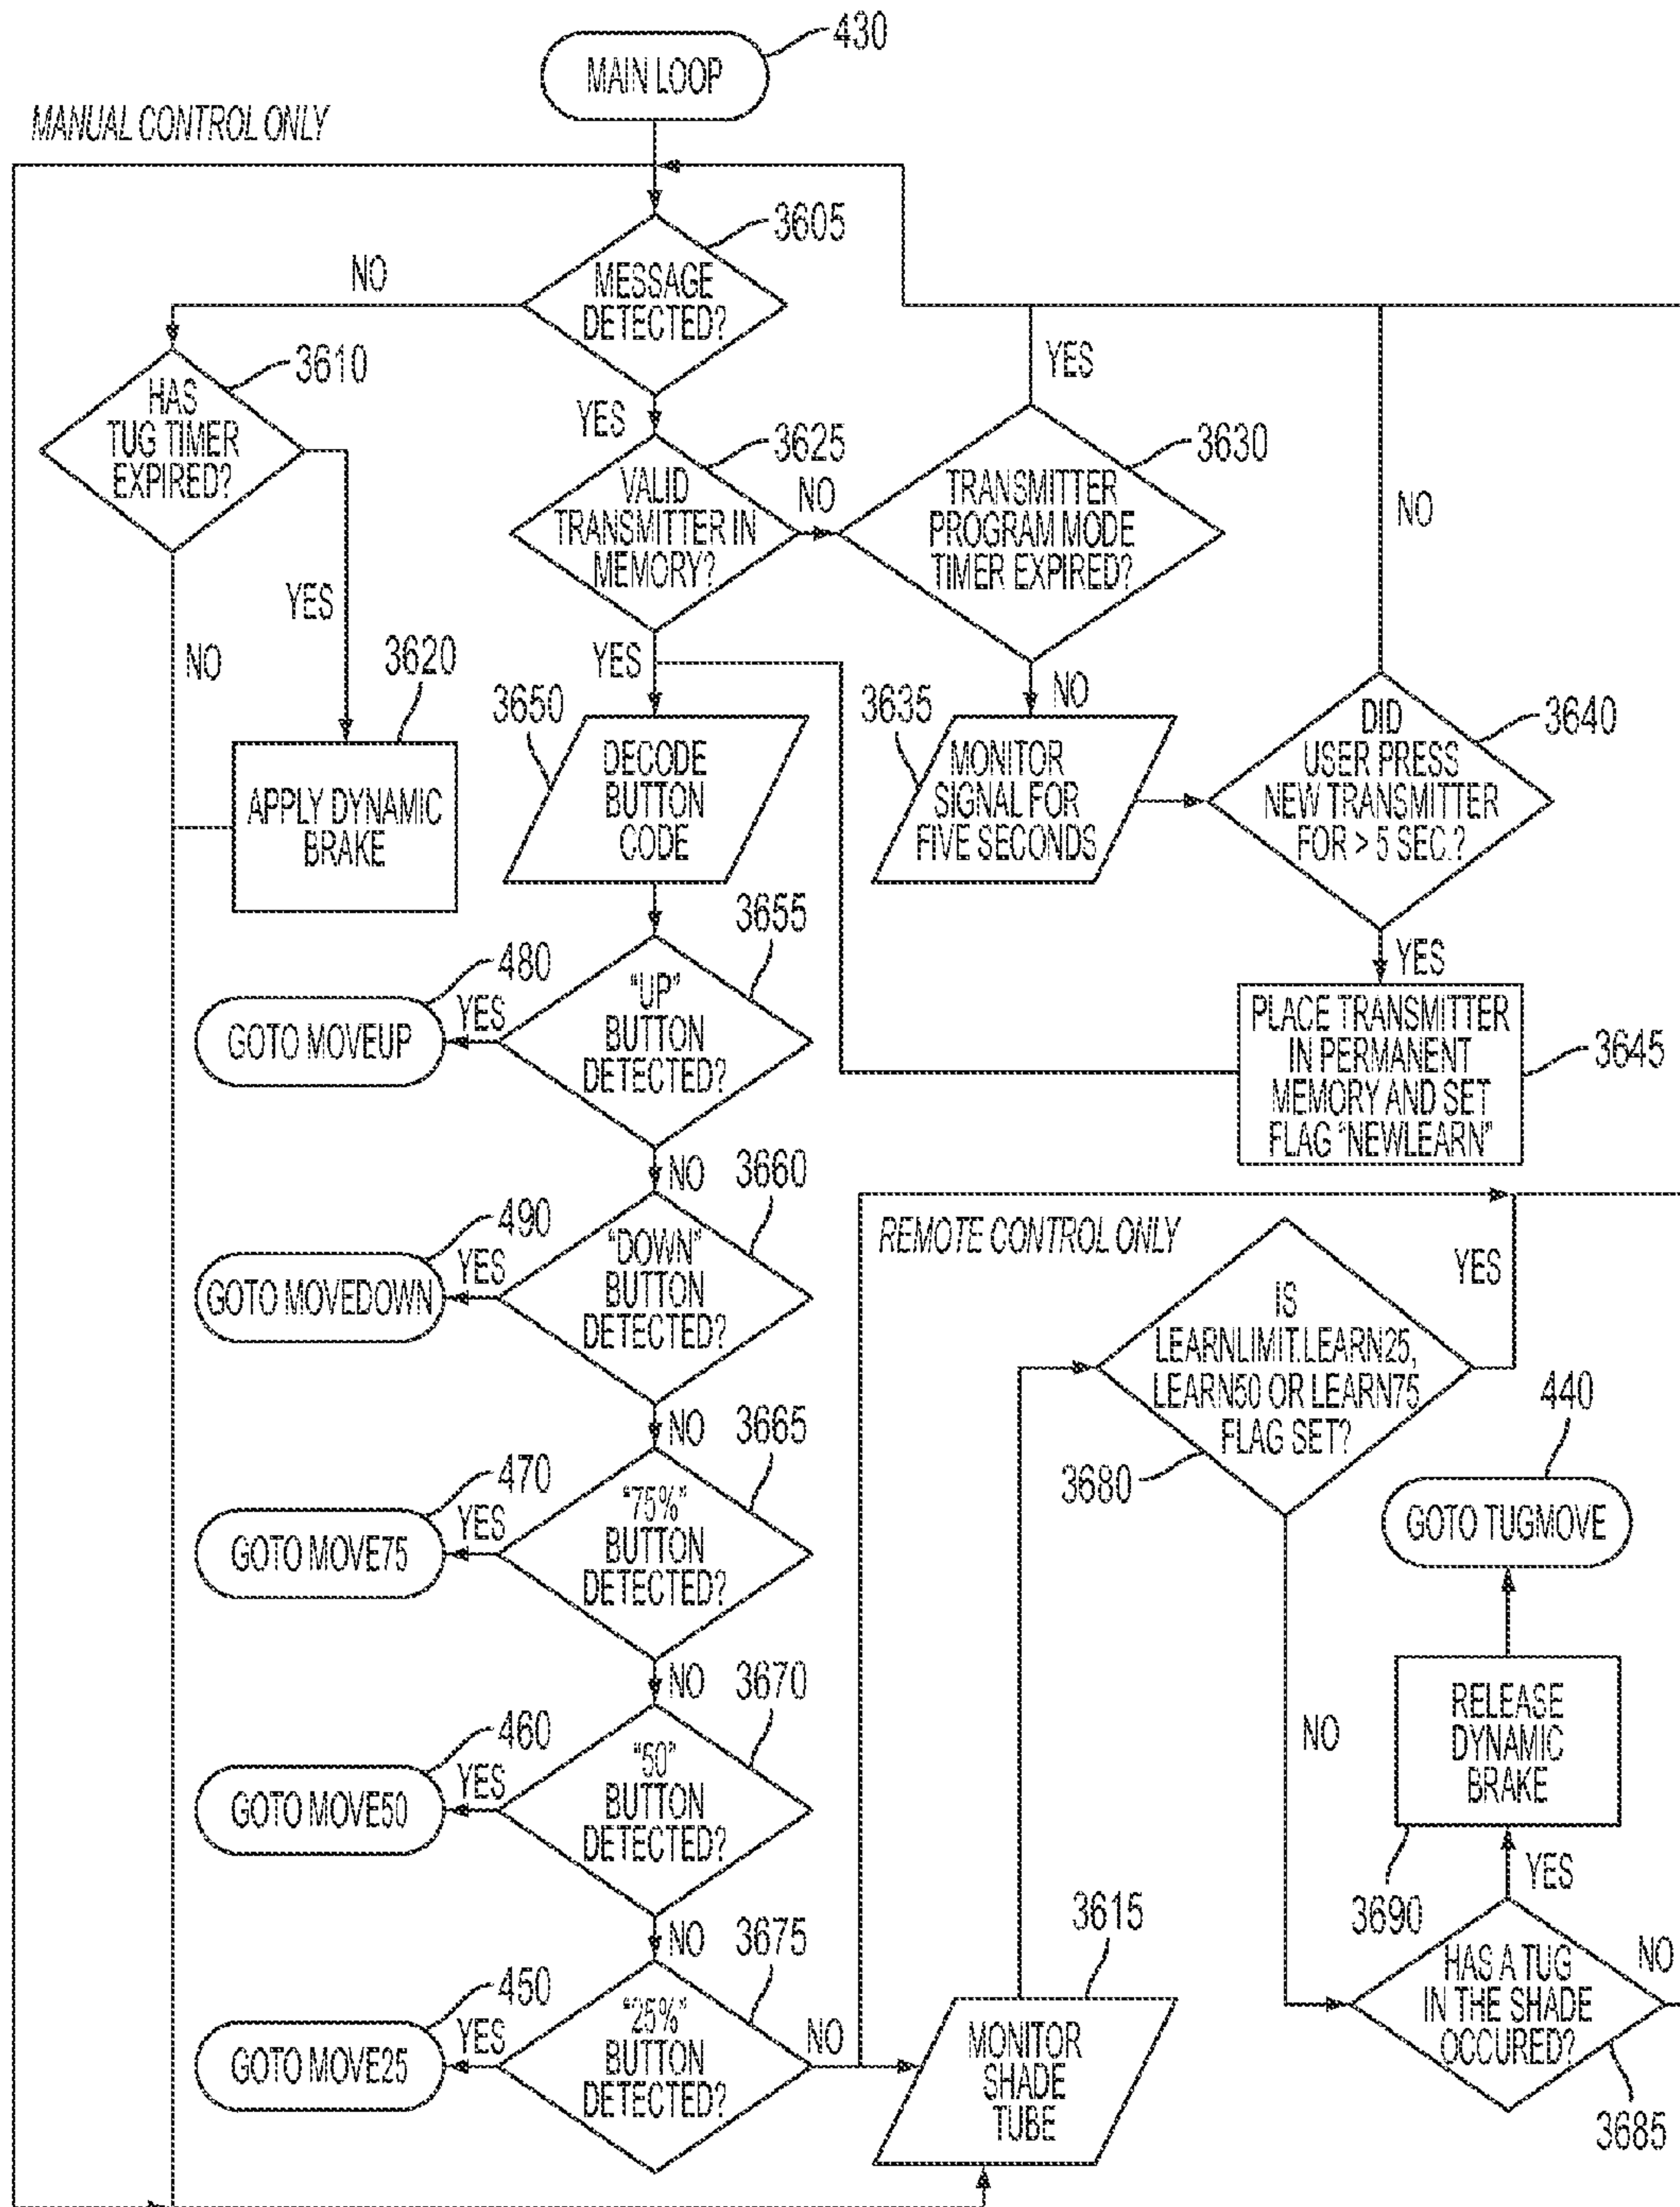 430
MAIN LOOP
MANUAL CONTROL ONLY
3605
MESSAGE
DETECTED?
NO
YES
3610
HAS
TUG TIMER
EXPIRED?
YES
NO
3625
VALID
TRANSMITTER IN
MEMORY?
NO
YES
3630
TRANSMITTER
PROGRAM MODE
TIMER EXPIRED?
YES
NO
3620
APPLY DYNAMIC
BRAKE
3650
DECODE
BUTTON
CODE
3635
MONITOR
SIGNAL FOR
FIVE SECONDS
3640
DID
USER PRESS
NEW TRANSMITTER
FOR > 5 SEC.?
NO
YES
3645
PLACE TRANSMITTER
IN PERMANENT
MEMORY AND SET
FLAG "NEWLEARN"
3655
"UP"
BUTTON
DETECTED?
YES
480
GOTO MOVEUP
NO
3660
"DOWN"
BUTTON
DETECTED?
YES
490
GOTO MOVEDOWN
NO
3665
"75%"
BUTTON
DETECTED?
YES
470
GOTO MOVE75
NO
3670
"50"
BUTTON
DETECTED?
YES
460
GOTO MOVE50
NO
3675
"25%"
BUTTON
DETECTED?
YES
450
GOTO MOVE25
NO
REMOTE CONTROL ONLY
3615
MONITOR
SHADE
TUBE
IS
LEARNLIMIT.LEARN25,
LEARN50 OR LEARN75
FLAG SET?
3680
YES
NO
440
GOTO TUGMOVE
RELEASE
DYNAMIC
BRAKE
3690
YES
HAS A TUG
IN THE SHADE
OCCURED?
NO
3685